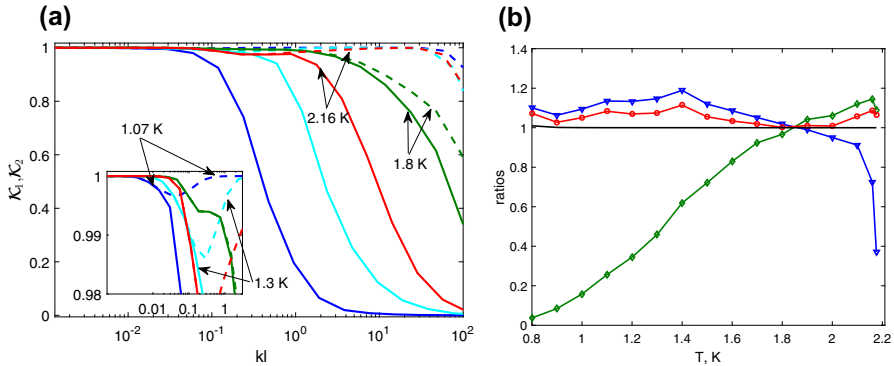 (a)
1
0.8
0.6
0.4
0.2
0
𝒦₁,𝒦₂
2.16 K
1.8 K
1.07 K
1.3 K
1
0.99
0.98
0.01 0.1 1
10⁻² 10⁻¹ 10⁰ 10¹ 10²
kl
(b)
1.4
1.2
1
0.8
0.6
0.4
0.2
0
ratios
0.8 1 1.2 1.4 1.6 1.8 2 2.2
T, K